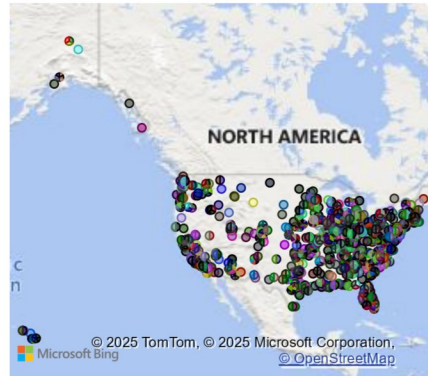 NORTH AMERICA
c
n
© 2025 TomTom, © 2025 Microsoft Corporation,
Microsoft Bing
© OpenStreetMap